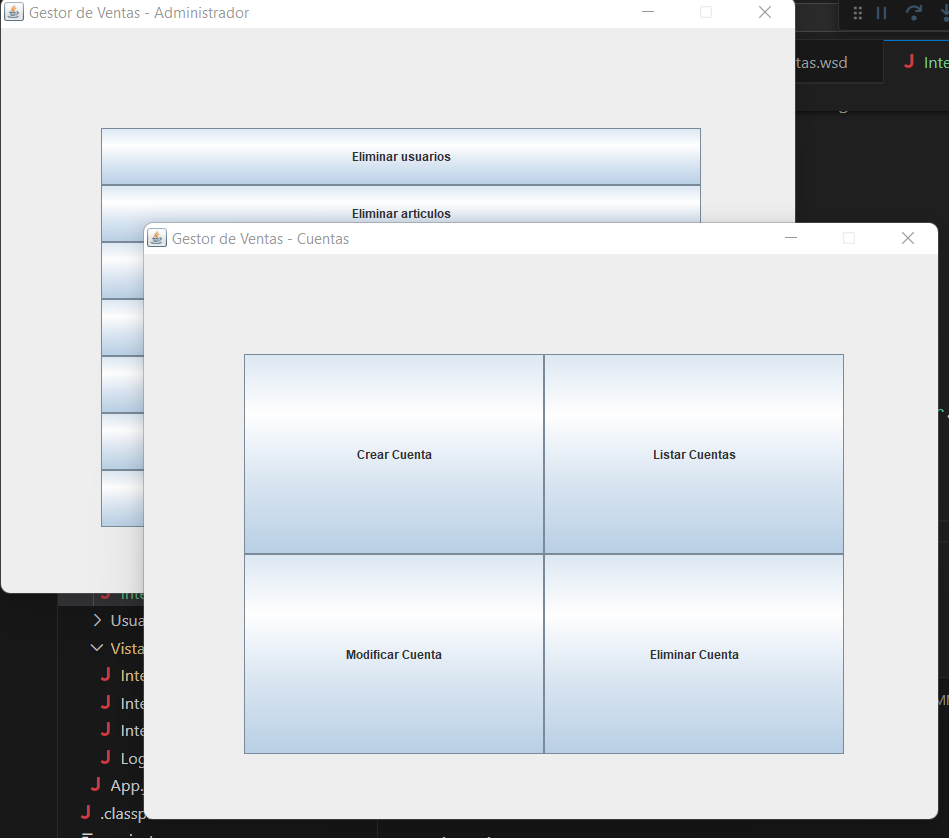 Gestor de Ventas - Administrador
tas.wsd
Inte
Eliminar usuarios
Eliminar articulos
Gestor de Ventas - Cuentas
Crear Cuenta
Listar Cuentas
Modificar Cuenta
Eliminar Cuenta
Inte
Usua
Vista
Inte
Inte
Inte
Log
App.
.classp